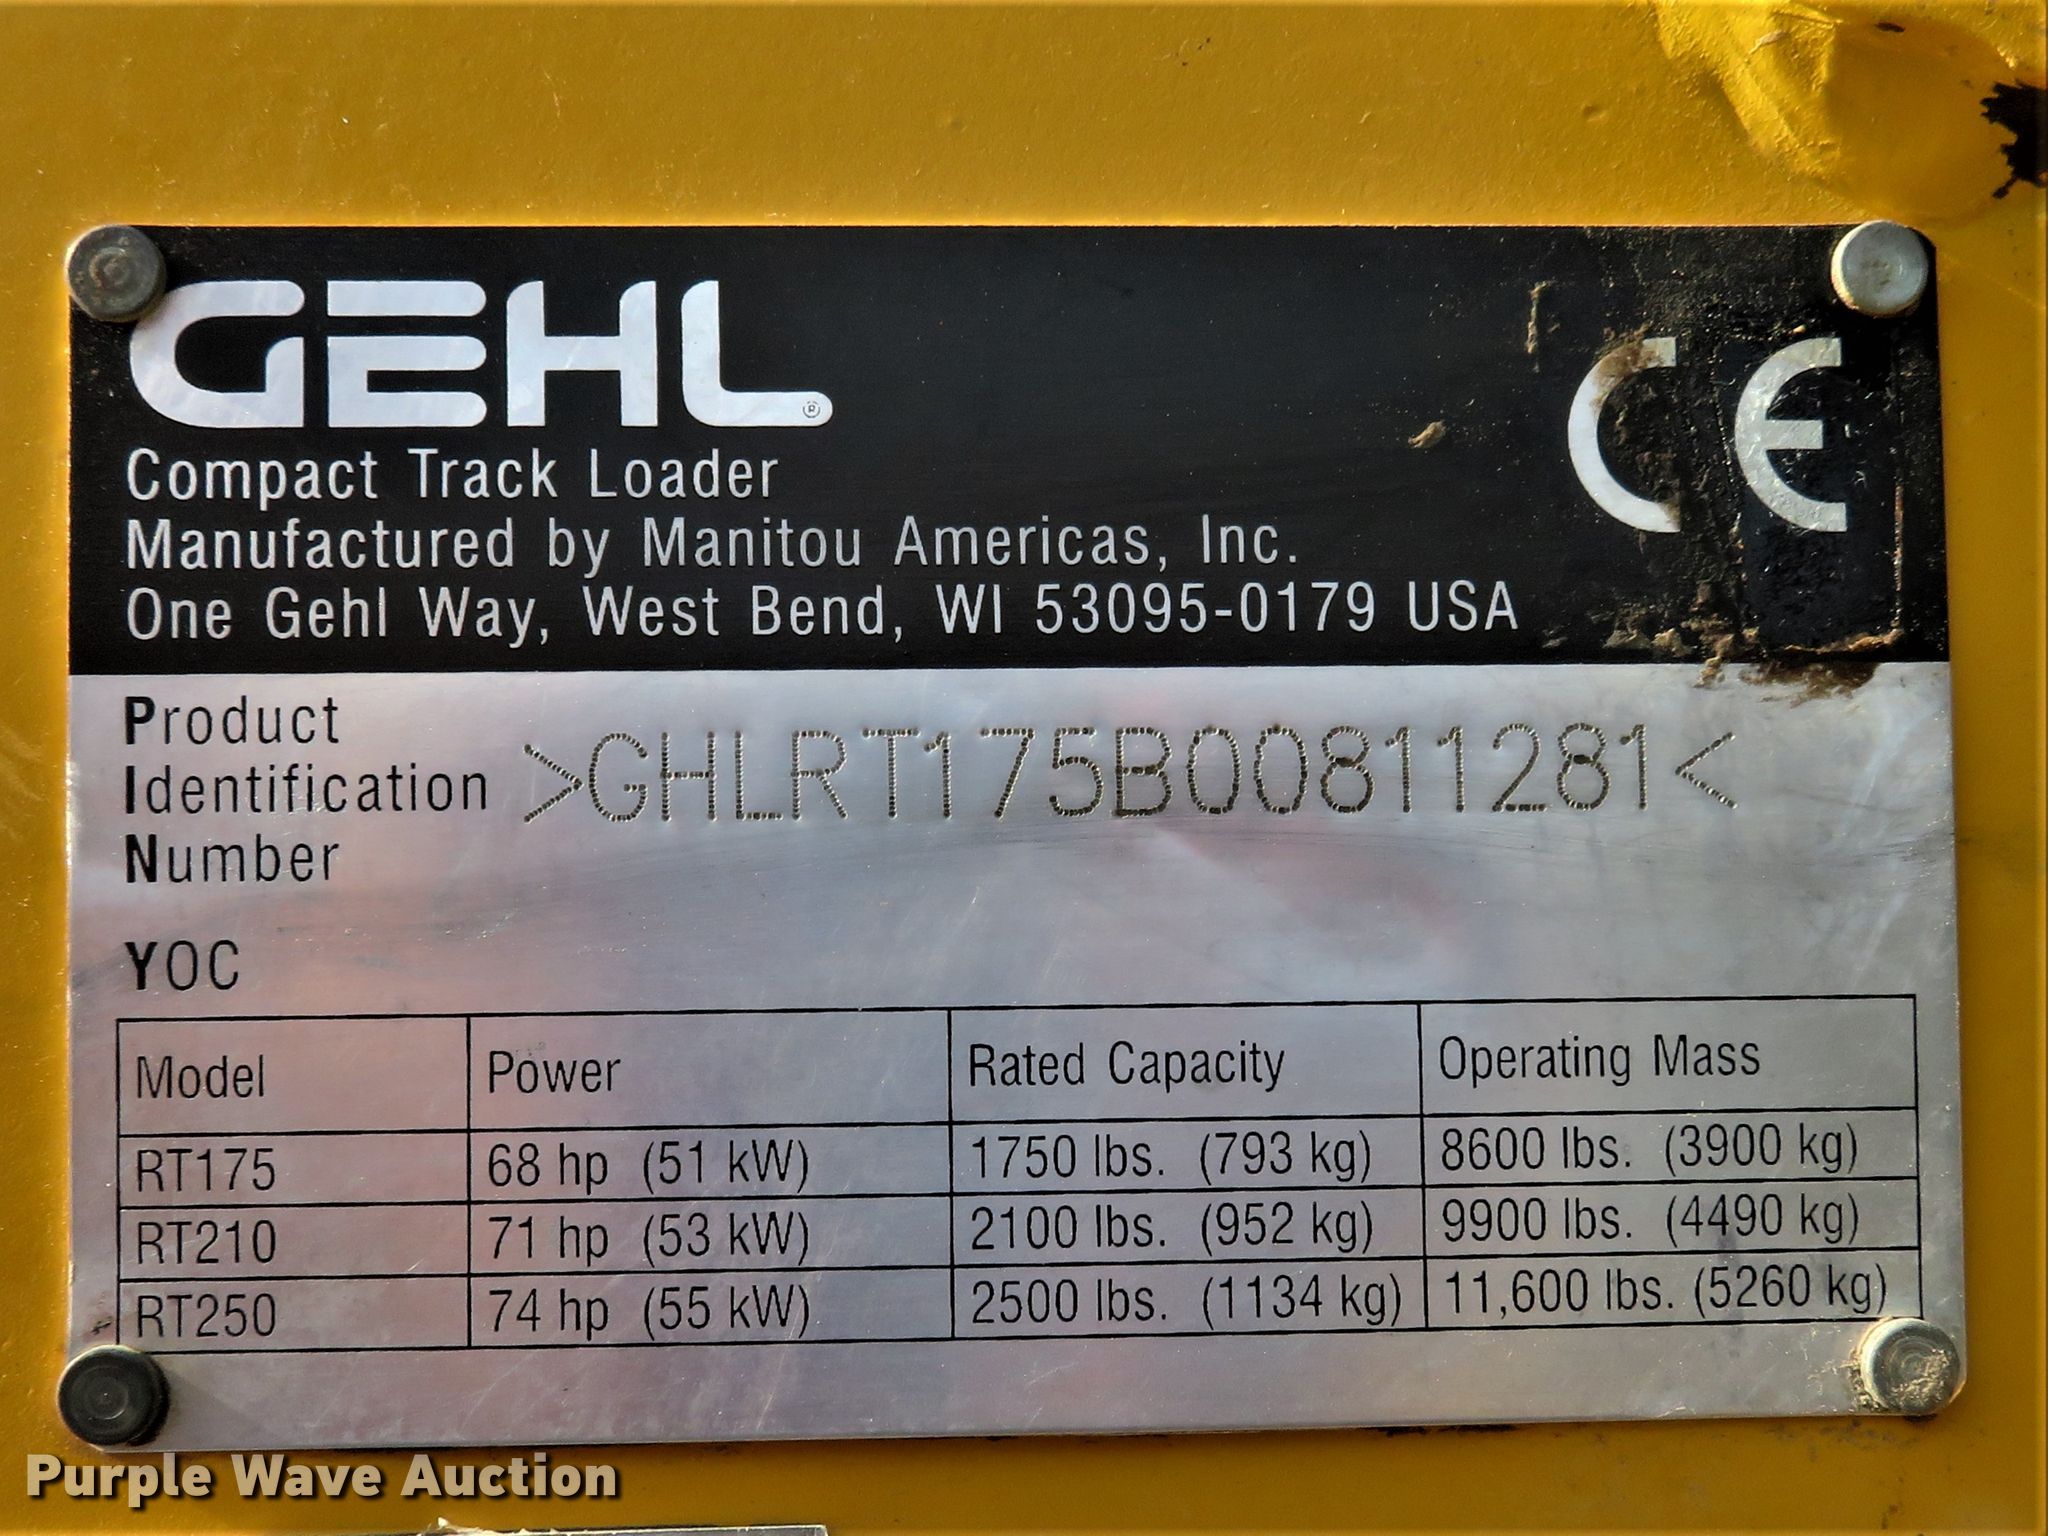 GEHL®
CE
Compact Track Loader
Manufactured by Manitou Americas, Inc.
One Gehl Way, West Bend, WI 53095-0179 USA
Product
Identification
Number
>GHLRT175B00811281<
YOC
Model Power Rated Capacity Operating Mass
RT175 68 hp (51 kW) 1750 lbs. (793 kg) 8600 lbs. (3900 kg)
RT210 71 hp (53 kW) 2100 lbs. (952 kg) 9900 lbs. (4490 kg)
RT250 74 hp (55 kW) 2500 lbs. (1134 kg) 11,600 lbs. (5260 kg)
Purple Wave Auction